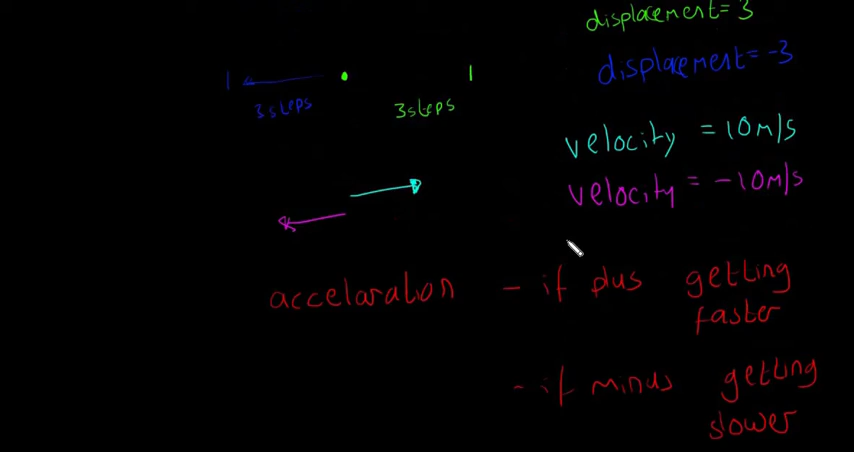 displacement = 3
displacement = -3
3 steps
3 steps
velocity = 10m/s
velocity = -10m/s
accelaration - if plus getting
faster
- if minus getting
slower